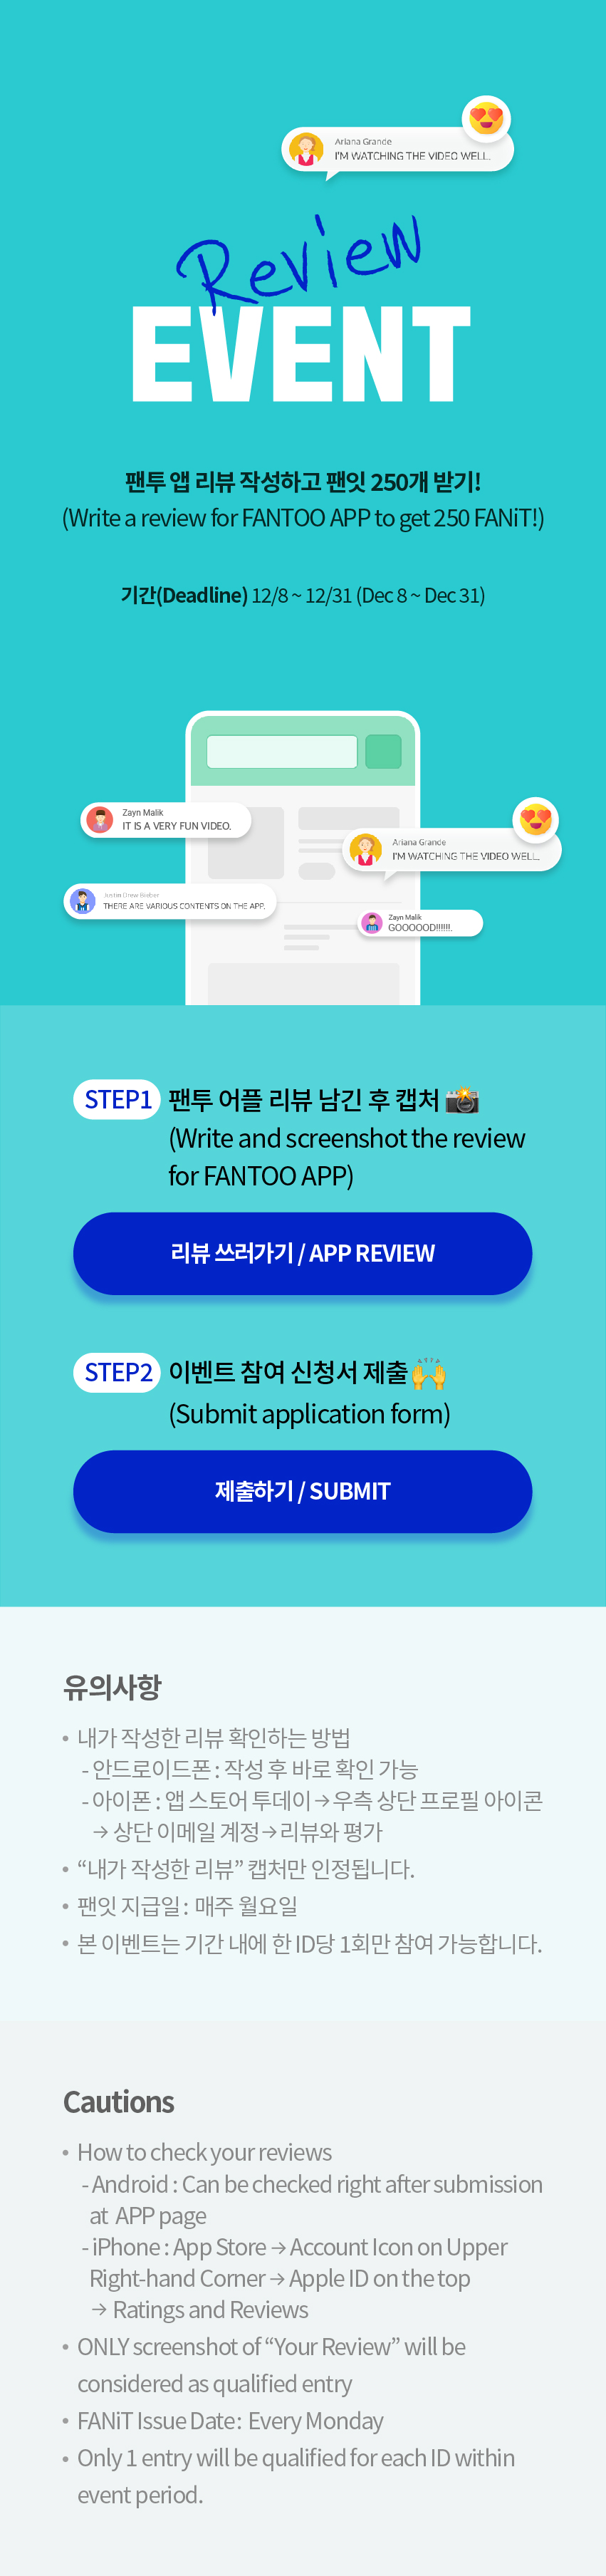 Ariana Grande
I'M WATCHING THE VIDEO WELL.
Review
EVENT
팬투 앱 리뷰 작성하고 팬잇 250개 받기!
(Write a review for FANTOO APP to get 250 FANiT!)
기간(Deadline) 12/8 ~ 12/31 (Dec 8 ~ Dec 31)
Zayn Malik
IT IS A VERY FUN VIDEO.
Ariana Grande
I'M WATCHING THE VIDEO WELL.
Justin Drew Bieber
THERE ARE VARIOUS CONTENTS ON THE APP.
Zayn Malik
GOOOOOD!!!!!!.
STEP1 팬투 어플 리뷰 남긴 후 캡처
(Write and screenshot the review
for FANTOO APP)
리뷰 쓰러가기 / APP REVIEW
STEP2 이벤트 참여 신청서 제출
(Submit application form)
제출하기 / SUBMIT
유의사항
• 내가 작성한 리뷰 확인하는 방법
- 안드로이드폰 : 작성 후 바로 확인 가능
- 아이폰 : 앱 스토어 투데이 → 우측 상단 프로필 아이콘
→ 상단 이메일 계정 → 리뷰와 평가
• “내가 작성한 리뷰” 캡처만 인정됩니다.
• 팬잇 지급일 : 매주 월요일
• 본 이벤트는 기간 내에 한 ID당 1회만 참여 가능합니다.
Cautions
• How to check your reviews
- Android : Can be checked right after submission
at APP page
- iPhone : App Store → Account Icon on Upper
Right-hand Corner → Apple ID on the top
→ Ratings and Reviews
• ONLY screenshot of “Your Review” will be
considered as qualified entry
• FANiT Issue Date : Every Monday
• Only 1 entry will be qualified for each ID within
event period.